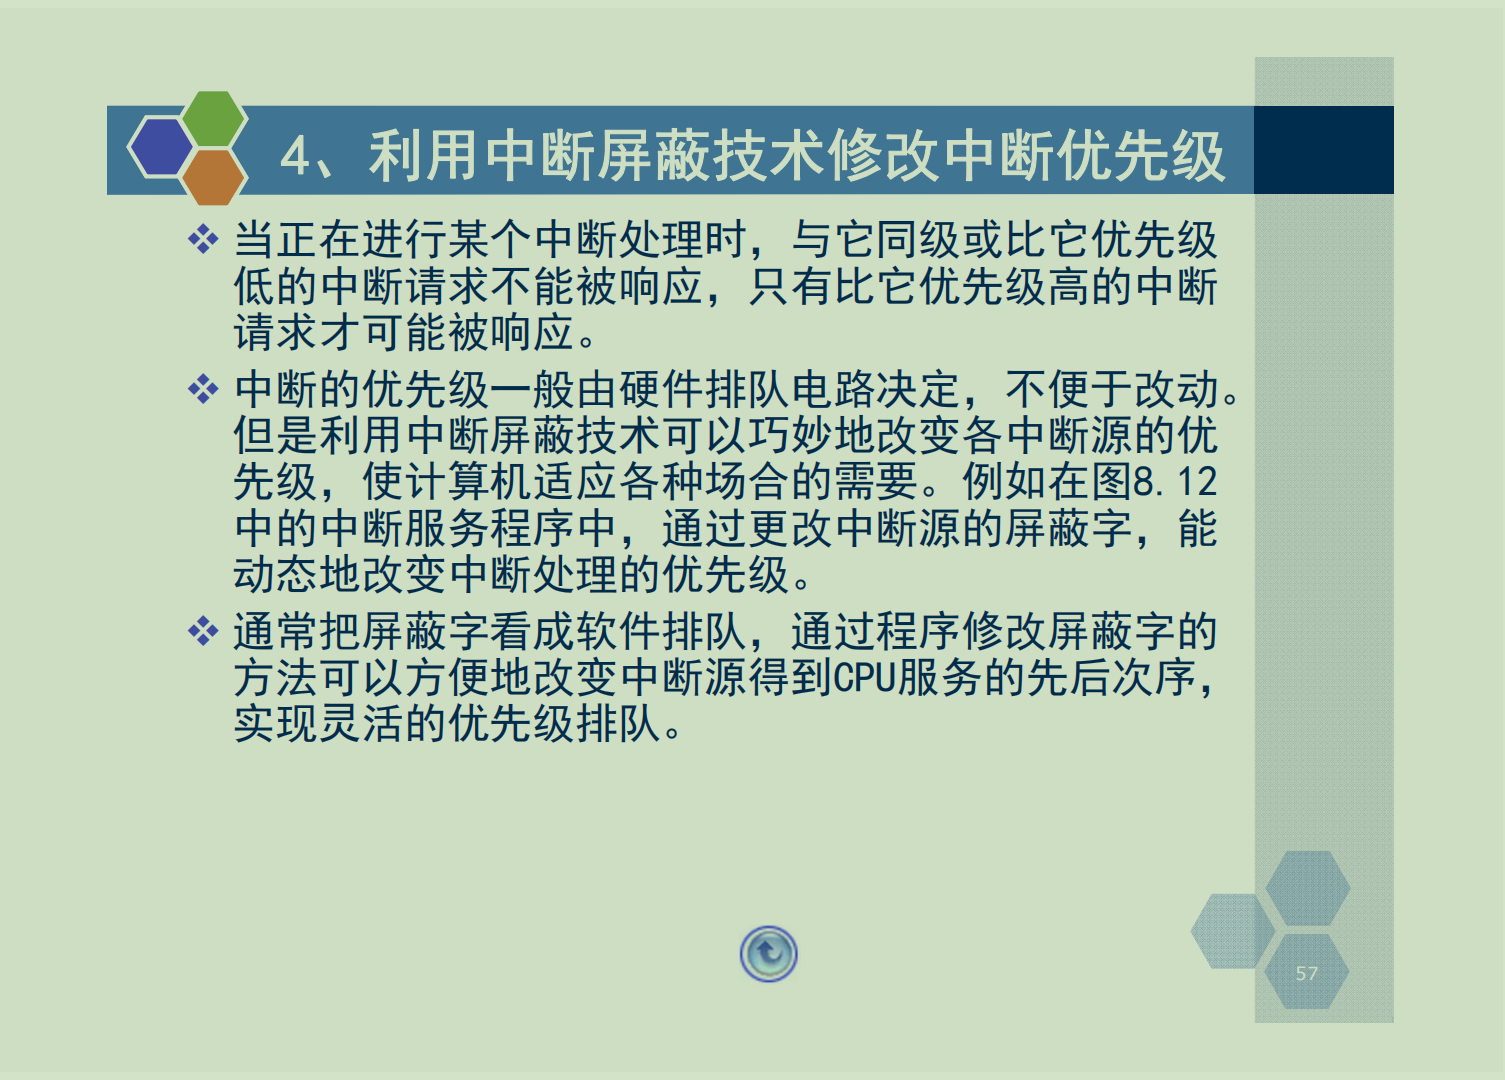 4、利用中断屏蔽技术修改中断优先级
当正在进行某个中断处理时，与它同级或比它优先级
低的中断请求不能被响应，只有比它优先级高的中断
请求才可能被响应。
中断的优先级一般由硬件排队电路决定，不便于改动。
但是利用中断屏蔽技术可以巧妙地改变各中断源的优
先级，使计算机适应各种场合的需要。例如在图8.12
中的中断服务程序中，通过更改中断源的屏蔽字，能
动态地改变中断处理的优先级。
通常把屏蔽字看成软件排队，通过程序修改屏蔽字的
方法可以方便地改变中断源得到CPU服务的先后次序，
实现灵活的优先级排队。
57